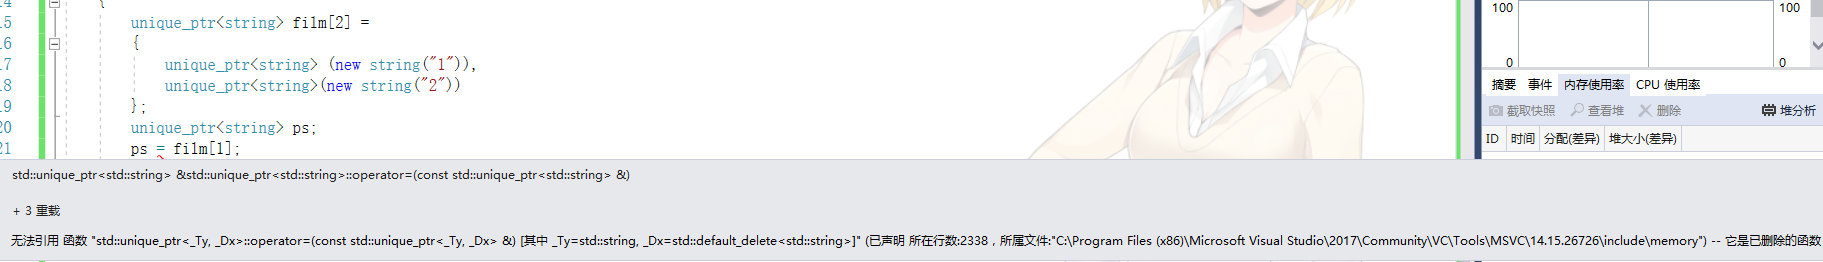 14 {
15 unique_ptr<string> film[2] =
16 {
17 unique_ptr<string> (new string("1")),
18 unique_ptr<string>(new string("2"))
19 };
20 unique_ptr<string> ps;
21 ps = film[1];
std::unique_ptr<std::string> &std::unique_ptr<std::string>::operator=(const std::unique_ptr<std::string> &)
+ 3 重载
无法引用 函数 "std::unique_ptr<_Ty, _Dx>::operator=(const std::unique_ptr<_Ty, _Dx> &) [其中 _Ty=std::string, _Dx=std::default_delete<std::string>]" (已声明 所在行数:2338，所属文件:"C:\Program Files (x86)\Microsoft Visual Studio\2017\Community\VC\Tools\MSVC\14.15.26726\include\memory") -- 它是已删除的函数
100 100
0 0
摘要 事件 内存使用率 CPU 使用率
截取快照 查看堆 删除 堆分析
ID 时间 分配(差异) 堆大小(差异)